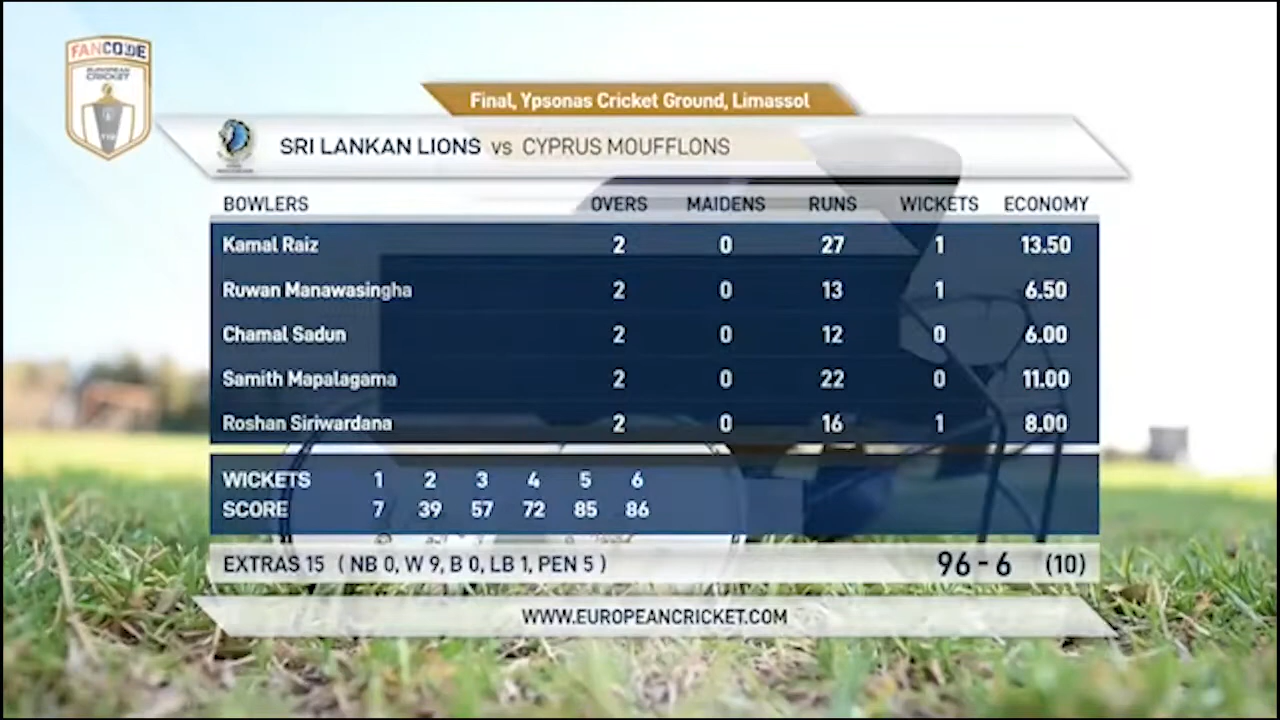 FANCODE
EUROPEAN
CRICKET
T10
Final, Ypsonas Cricket Ground, Limassol
SRI LANKAN LIONS vs CYPRUS MOUFFLONS
BOWLERS OVERS MAIDENS RUNS WICKETS ECONOMY
Kamal Raiz 2 0 27 1 13.50
Ruwan Manawasingha 2 0 13 1 6.50
Chamal Sadun 2 0 12 0 6.00
Samith Mapalagama 2 0 22 0 11.00
Roshan Siriwardana 2 0 16 1 8.00
WICKETS 1 2 3 4 5 6
SCORE 7 39 57 72 85 86
EXTRAS 15 ( NB 0, W 9, B 0, LB 1, PEN 5 ) 96 - 6 (10)
WWW.EUROPEANCRICKET.COM